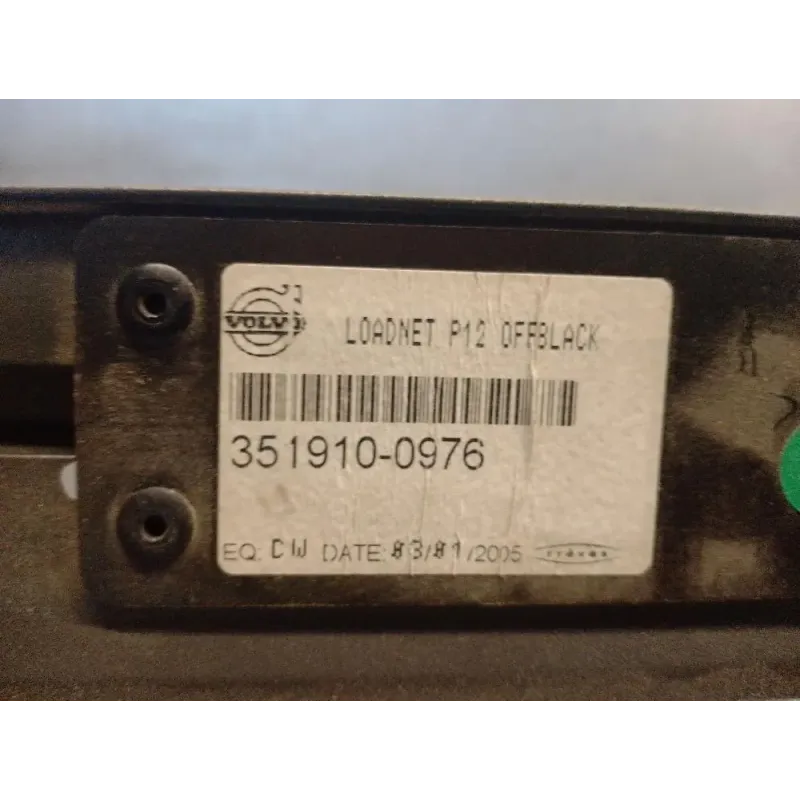 VOLVO
LOADNET P12 OFFBLACK
351910-0976
EQ: DW DATE: 03/01/2005